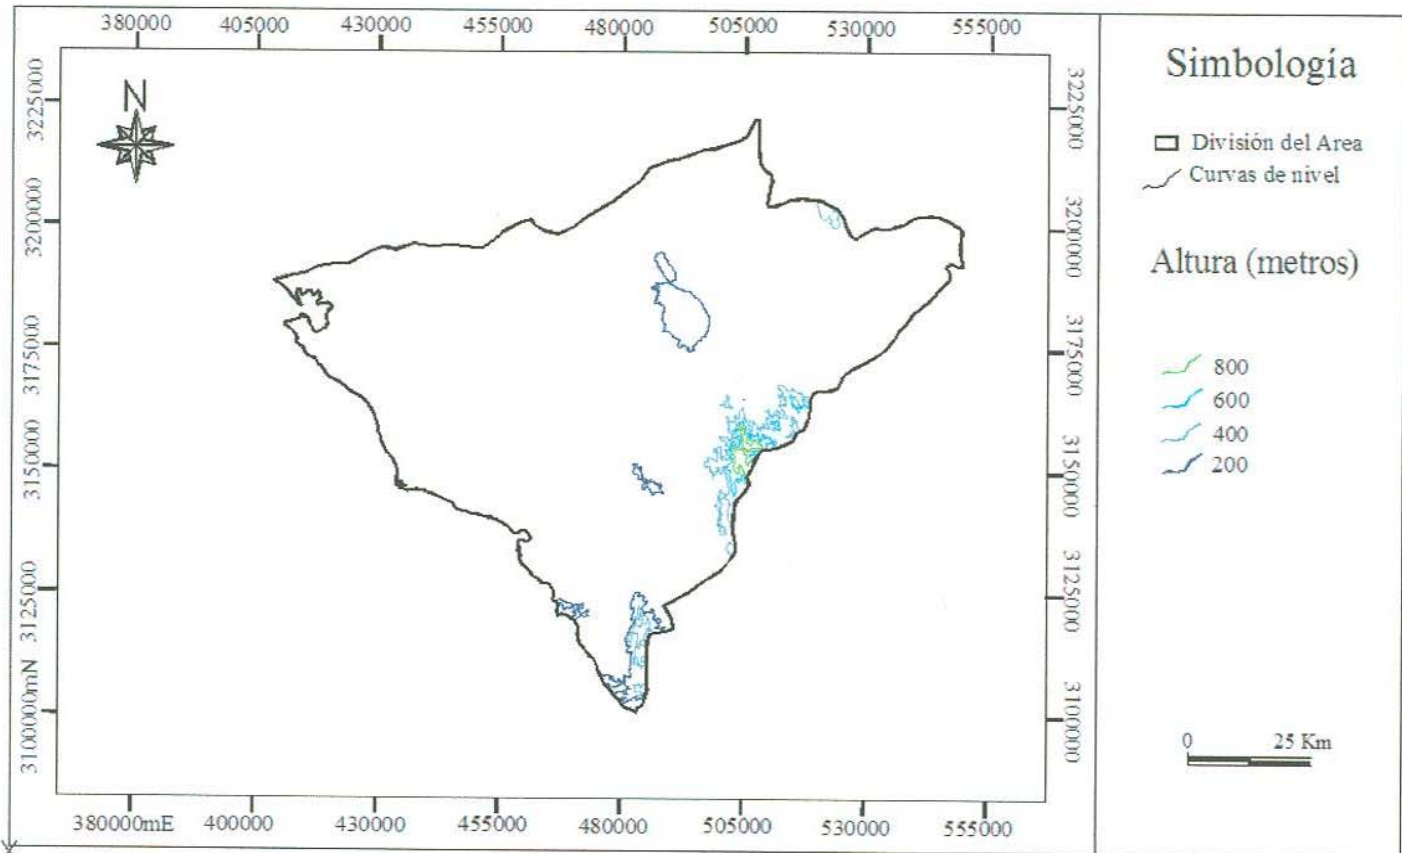 380000 405000 430000 455000 480000 505000 530000 555000
3225000
3200000
3175000
3150000
3125000
3100000mN
N
3225000
3200000
3175000
3150000
3125000
3100000
380000mE 400000 430000 455000 480000 505000 530000 555000
Simbología
División del Area
Curvas de nivel
Altura (metros)
800
600
400
200
0 25 Km